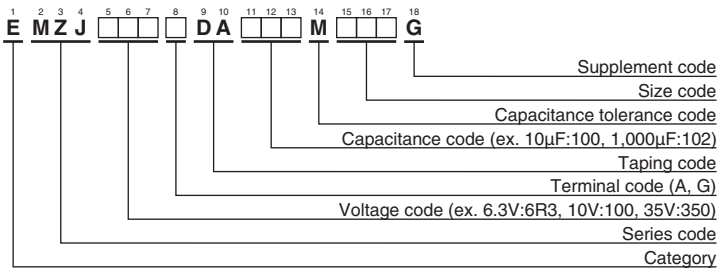 1 2 3 4 5 6 7 8 9 10 11 12 13 14 15 16 17 18
E MZJ □□□ □ DA □□□ M □□□ G
Supplement code
Size code
Capacitance tolerance code
Capacitance code (ex. 10μF:100, 1,000μF:102)
Taping code
Terminal code (A, G)
Voltage code (ex. 6.3V:6R3, 10V:100, 35V:350)
Series code
Category